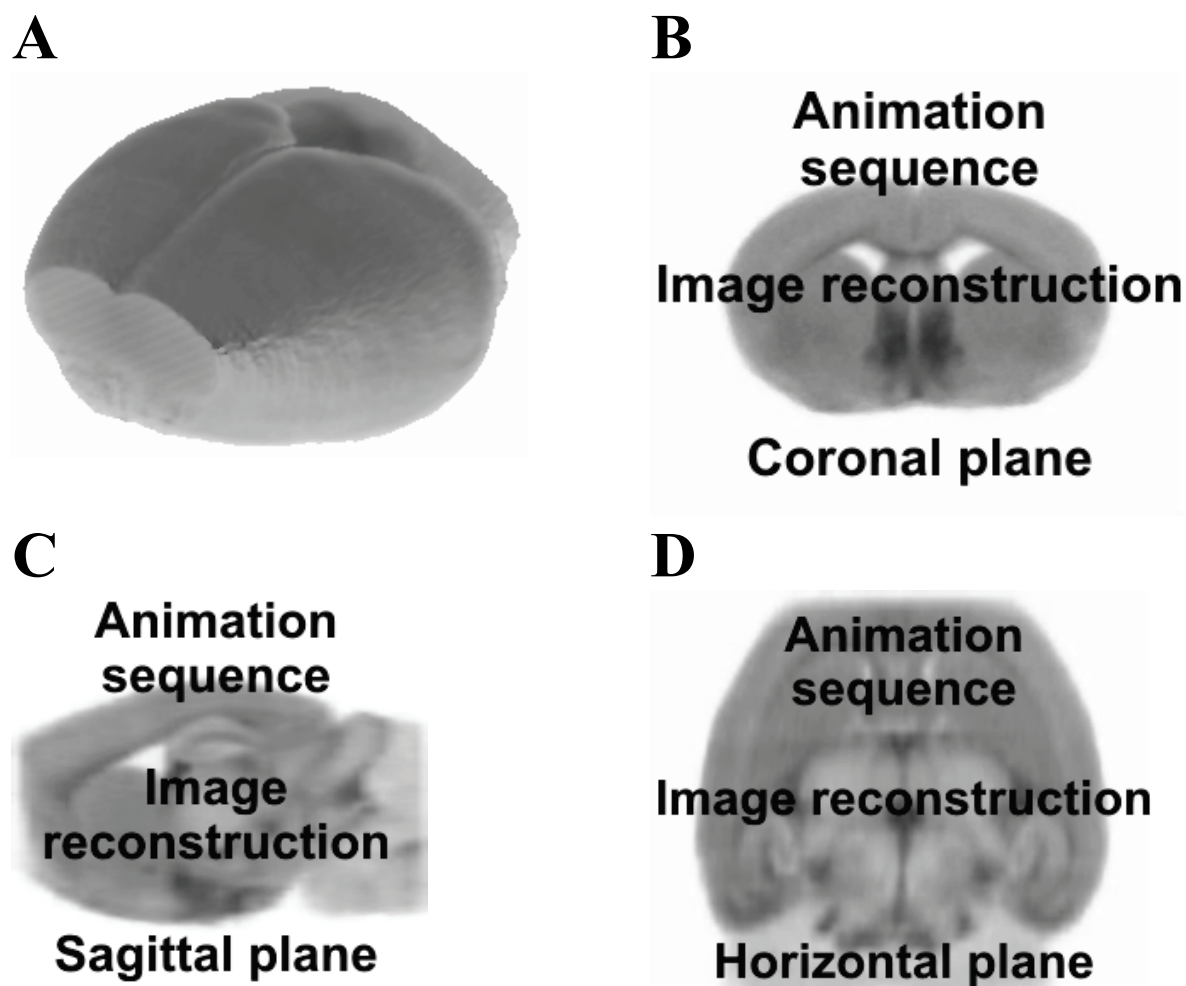 A
B
Animation
sequence
Image reconstruction
Coronal plane
C
Animation
sequence
Image
reconstruction
Sagittal plane
D
Animation
sequence
Image reconstruction
Horizontal plane